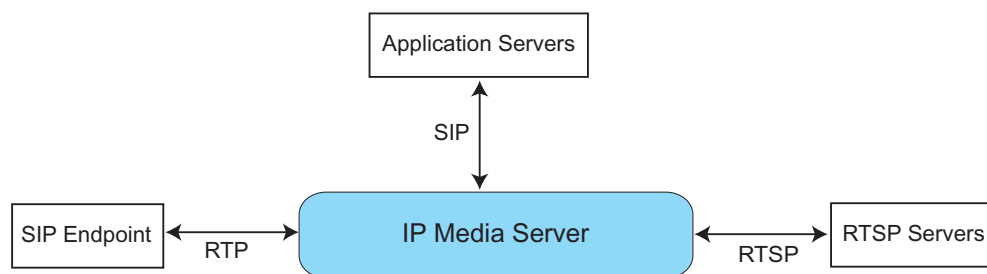 Application Servers
SIP
SIP Endpoint
RTP
IP Media Server
RTSP
RTSP Servers